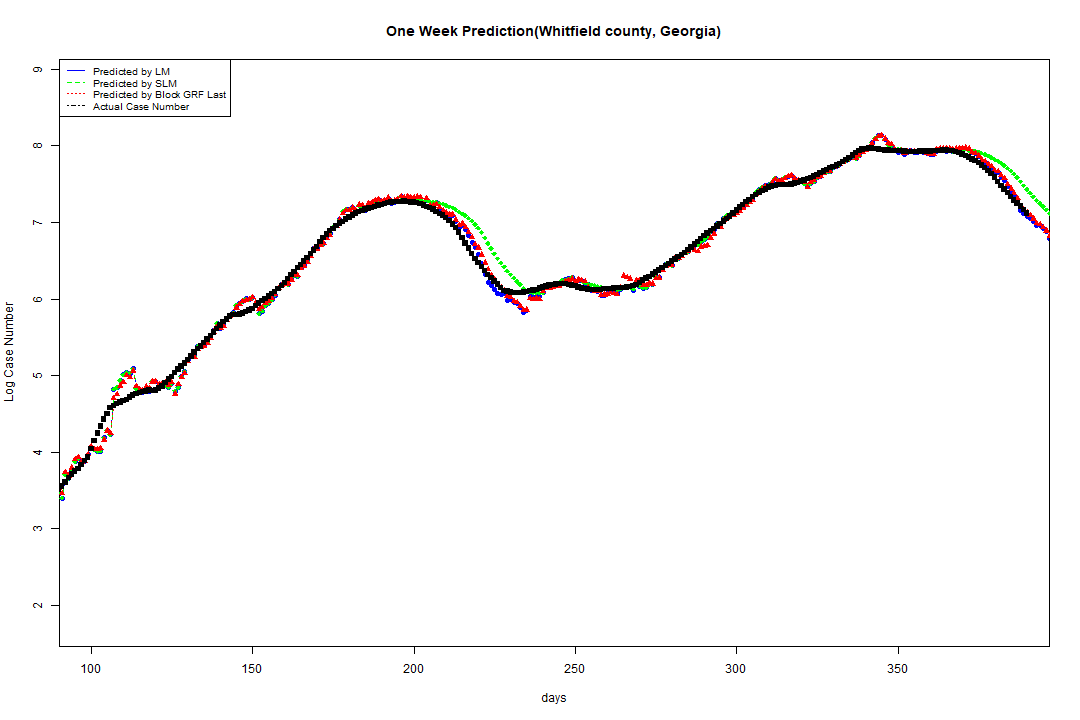 One Week Prediction(Whitfield county, Georgia)
Predicted by LM
Predicted by SLM
Predicted by Block GRF Last
Actual Case Number
9
8
7
6
5
4
3
2
Log Case Number
100 150 200 250 300 350
days